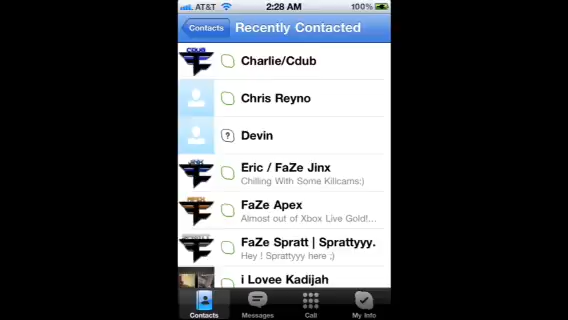 AT&T 2:28 AM 100%
Contacts Recently Contacted
CDUB
Charlie/Cdub
Chris Reyno
?
Devin
JINX
Eric / FaZe Jinx
Chilling With Some Killcams;)
APEX
FaZe Apex
Almost out of Xbox Live Gold!...
FaZe Spratt | Sprattyyy.
Hey ! Sprattyyy here ;)
i Lovee Kadijah
Contacts Messages Call My Info